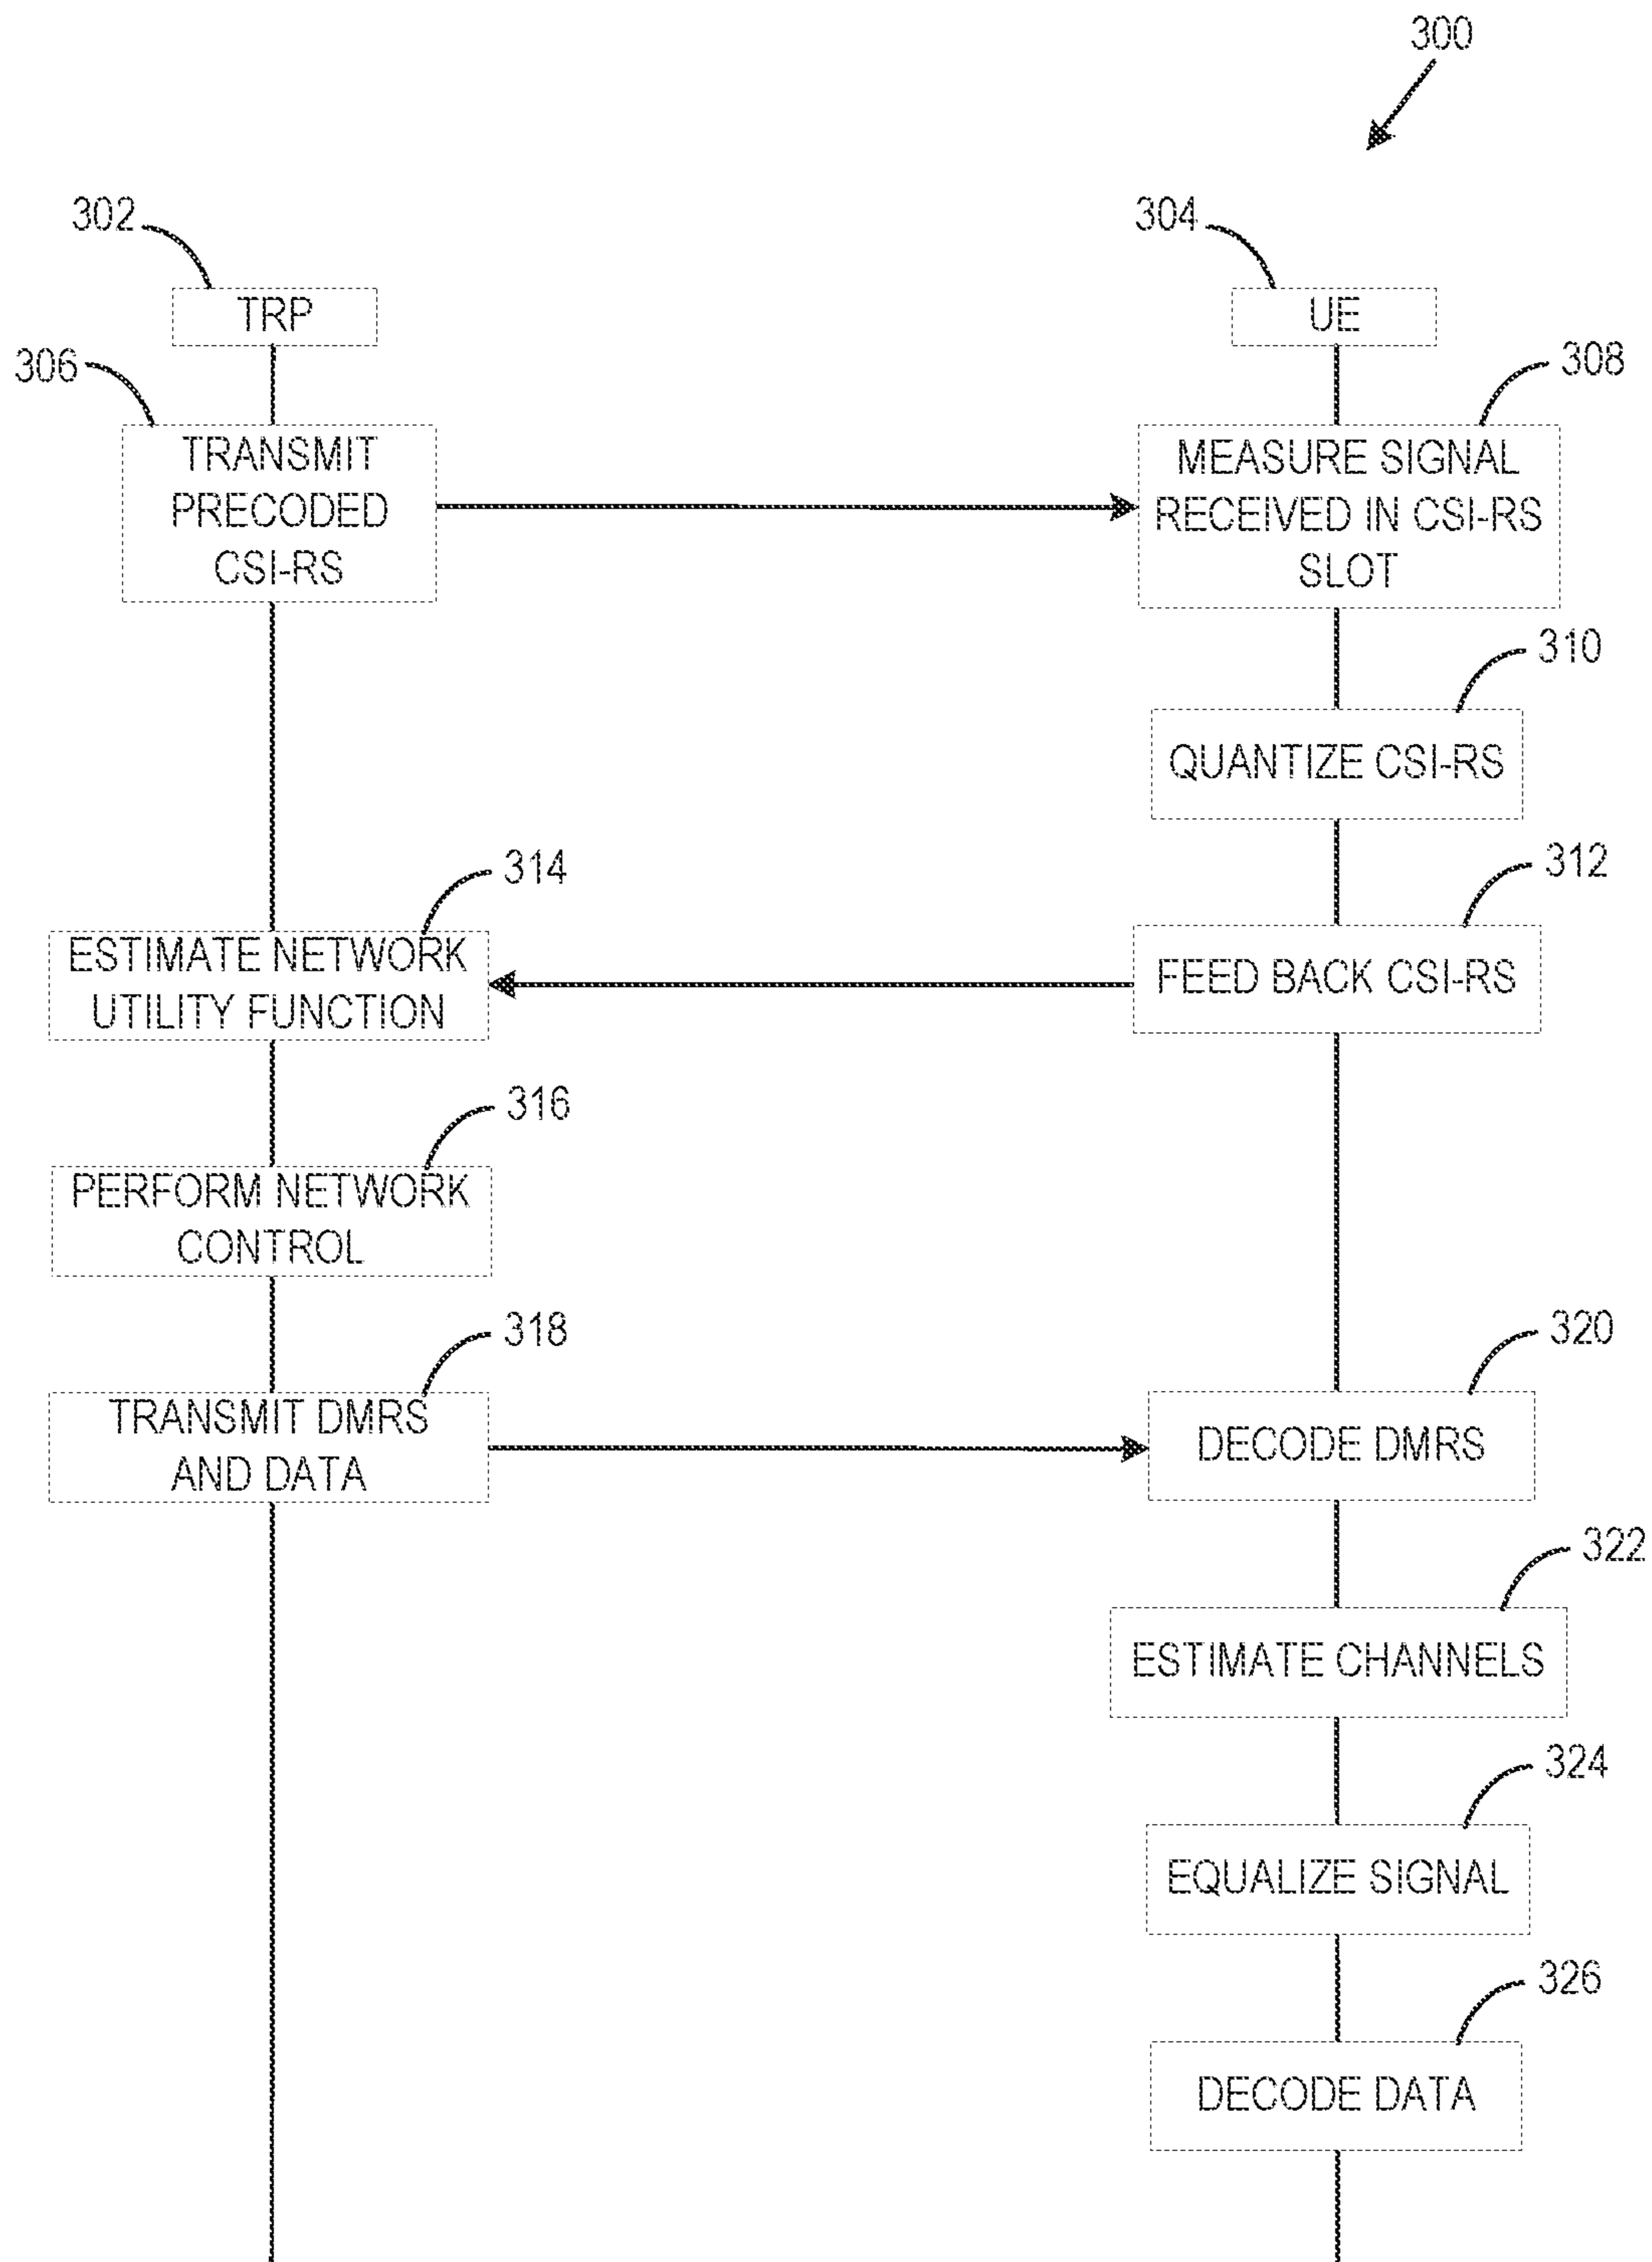 300
302
304
TRP
UE
306
308
TRANSMIT
PRECODED
CSI-RS
MEASURE SIGNAL
RECEIVED IN CSI-RS
SLOT
310
QUANTIZE CSI-RS
314
312
ESTIMATE NETWORK
UTILITY FUNCTION
FEED BACK CSI-RS
316
PERFORM NETWORK
CONTROL
318
320
TRANSMIT DMRS
AND DATA
DECODE DMRS
322
ESTIMATE CHANNELS
324
EQUALIZE SIGNAL
326
DECODE DATA